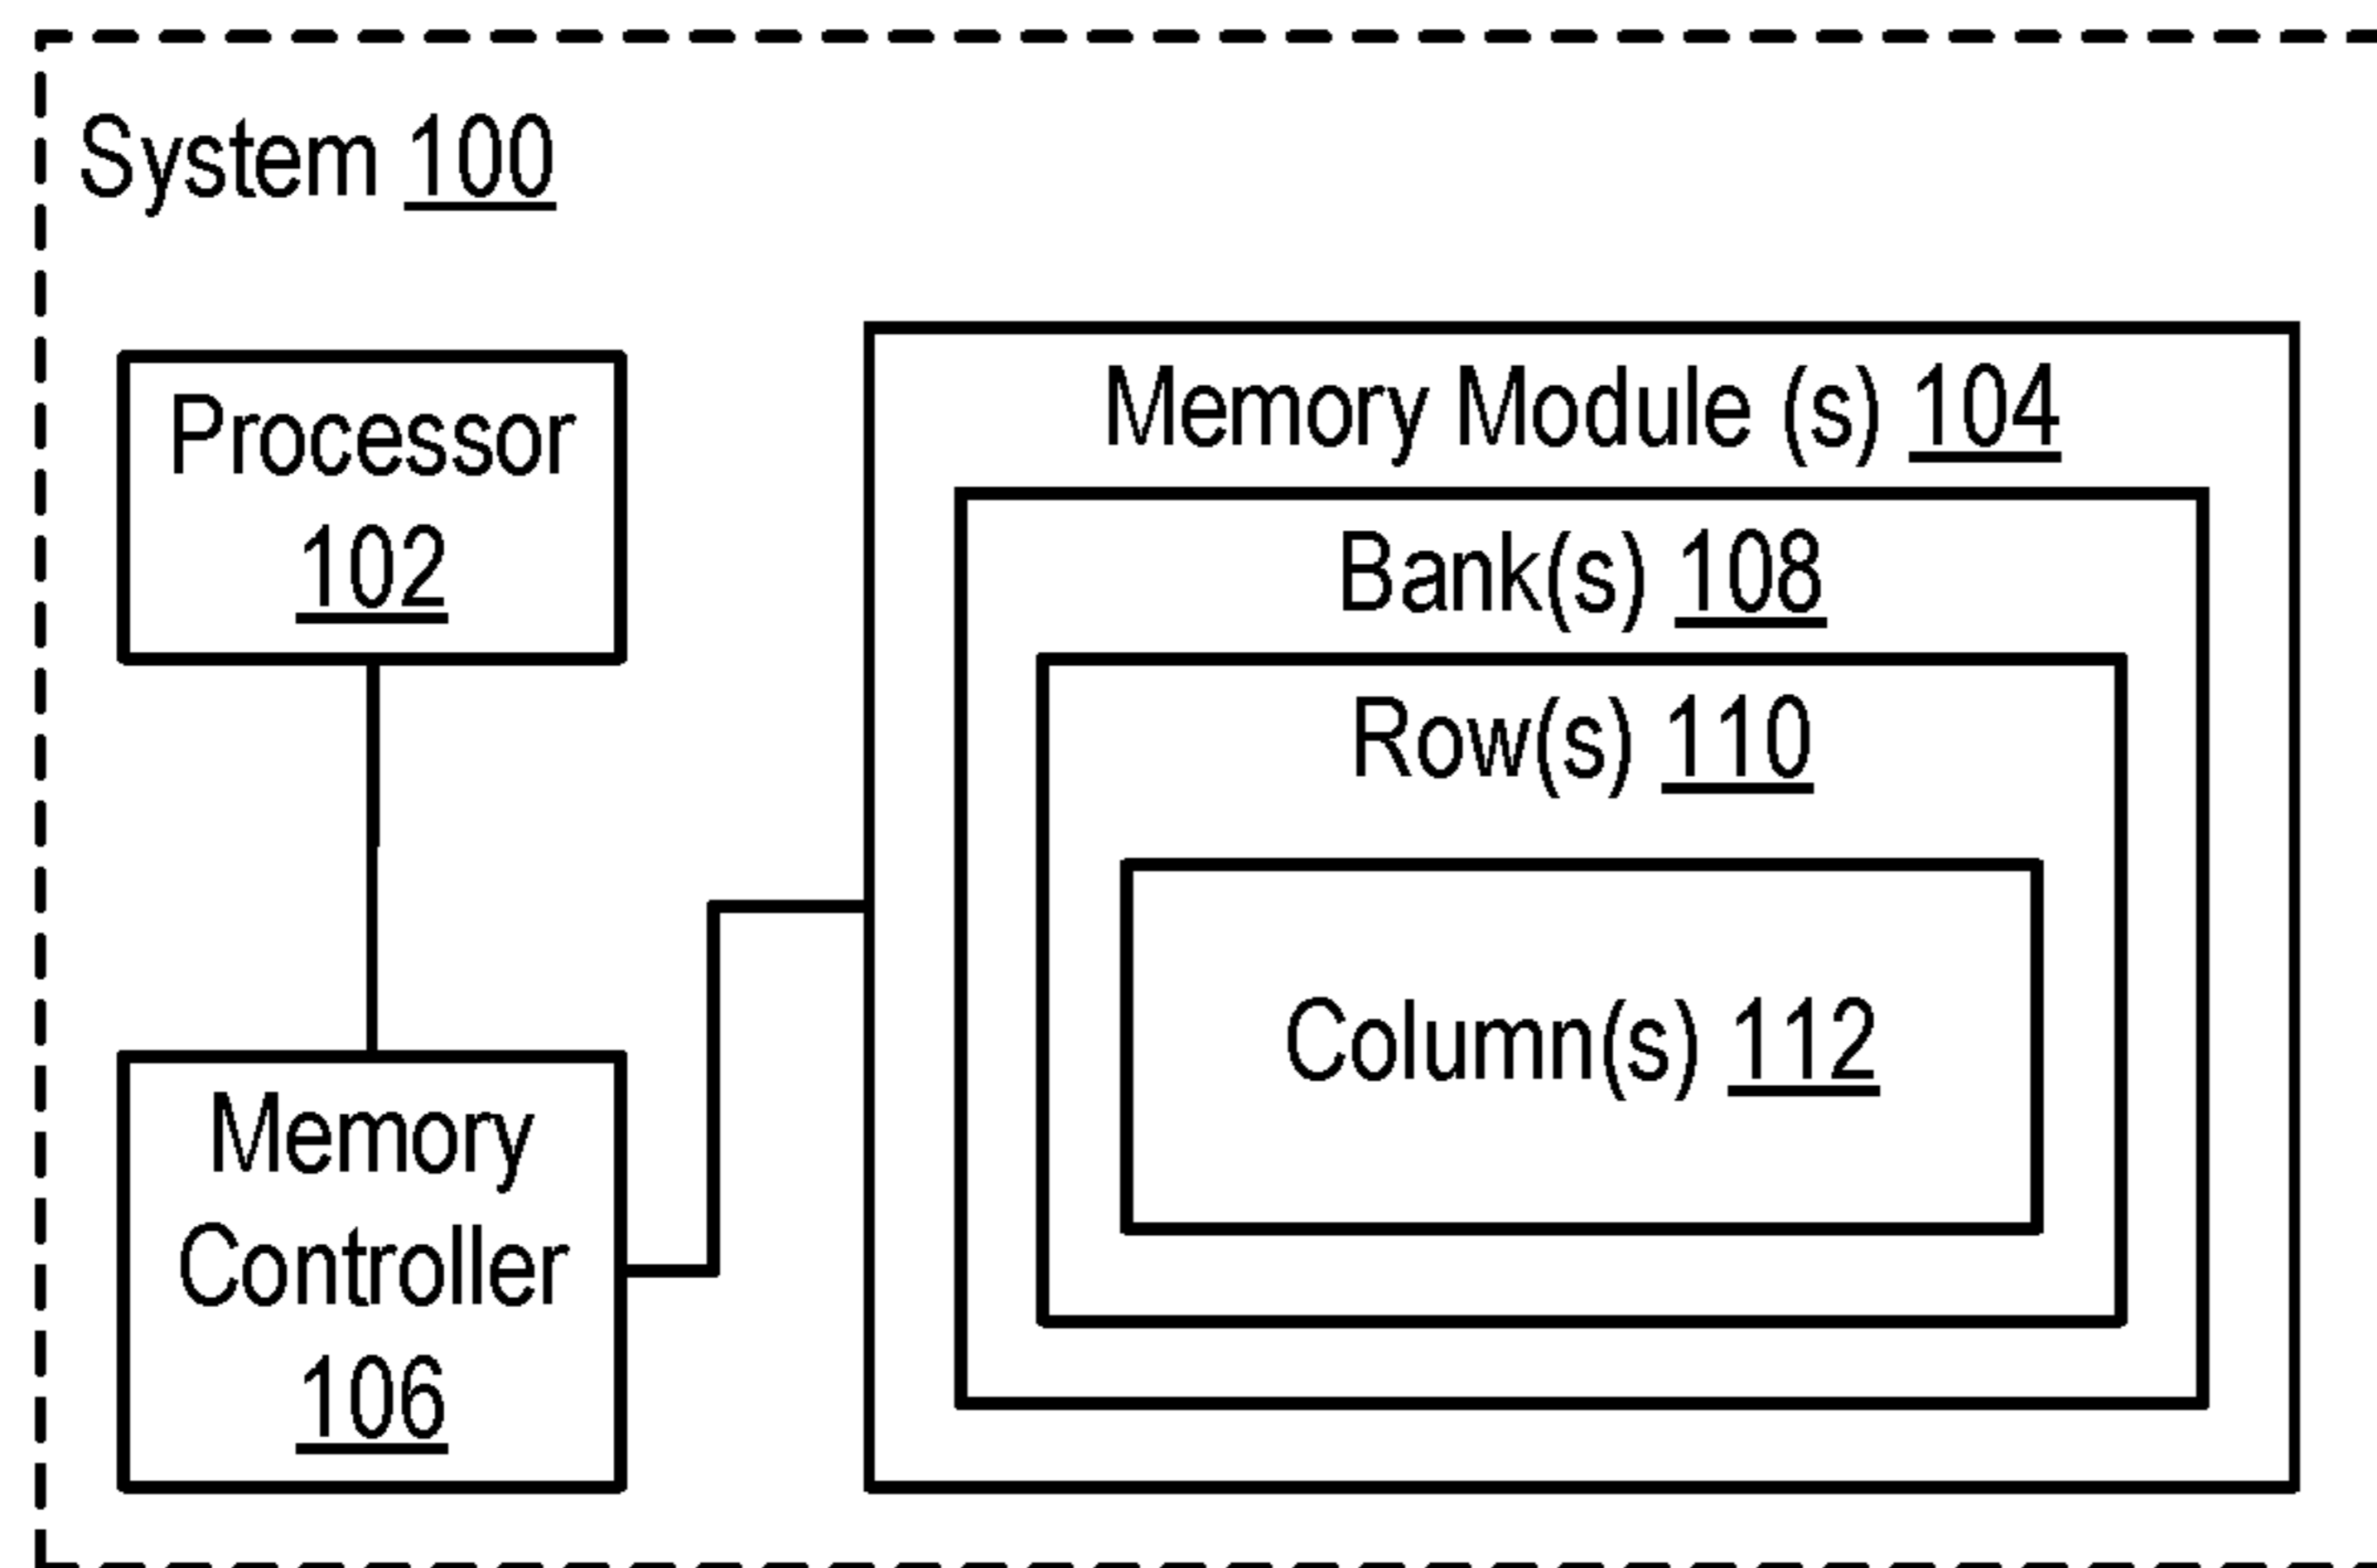 System 100
Processor
102
Memory Module (s) 104
Bank(s) 108
Row(s) 110
Column(s) 112
Memory
Controller
106